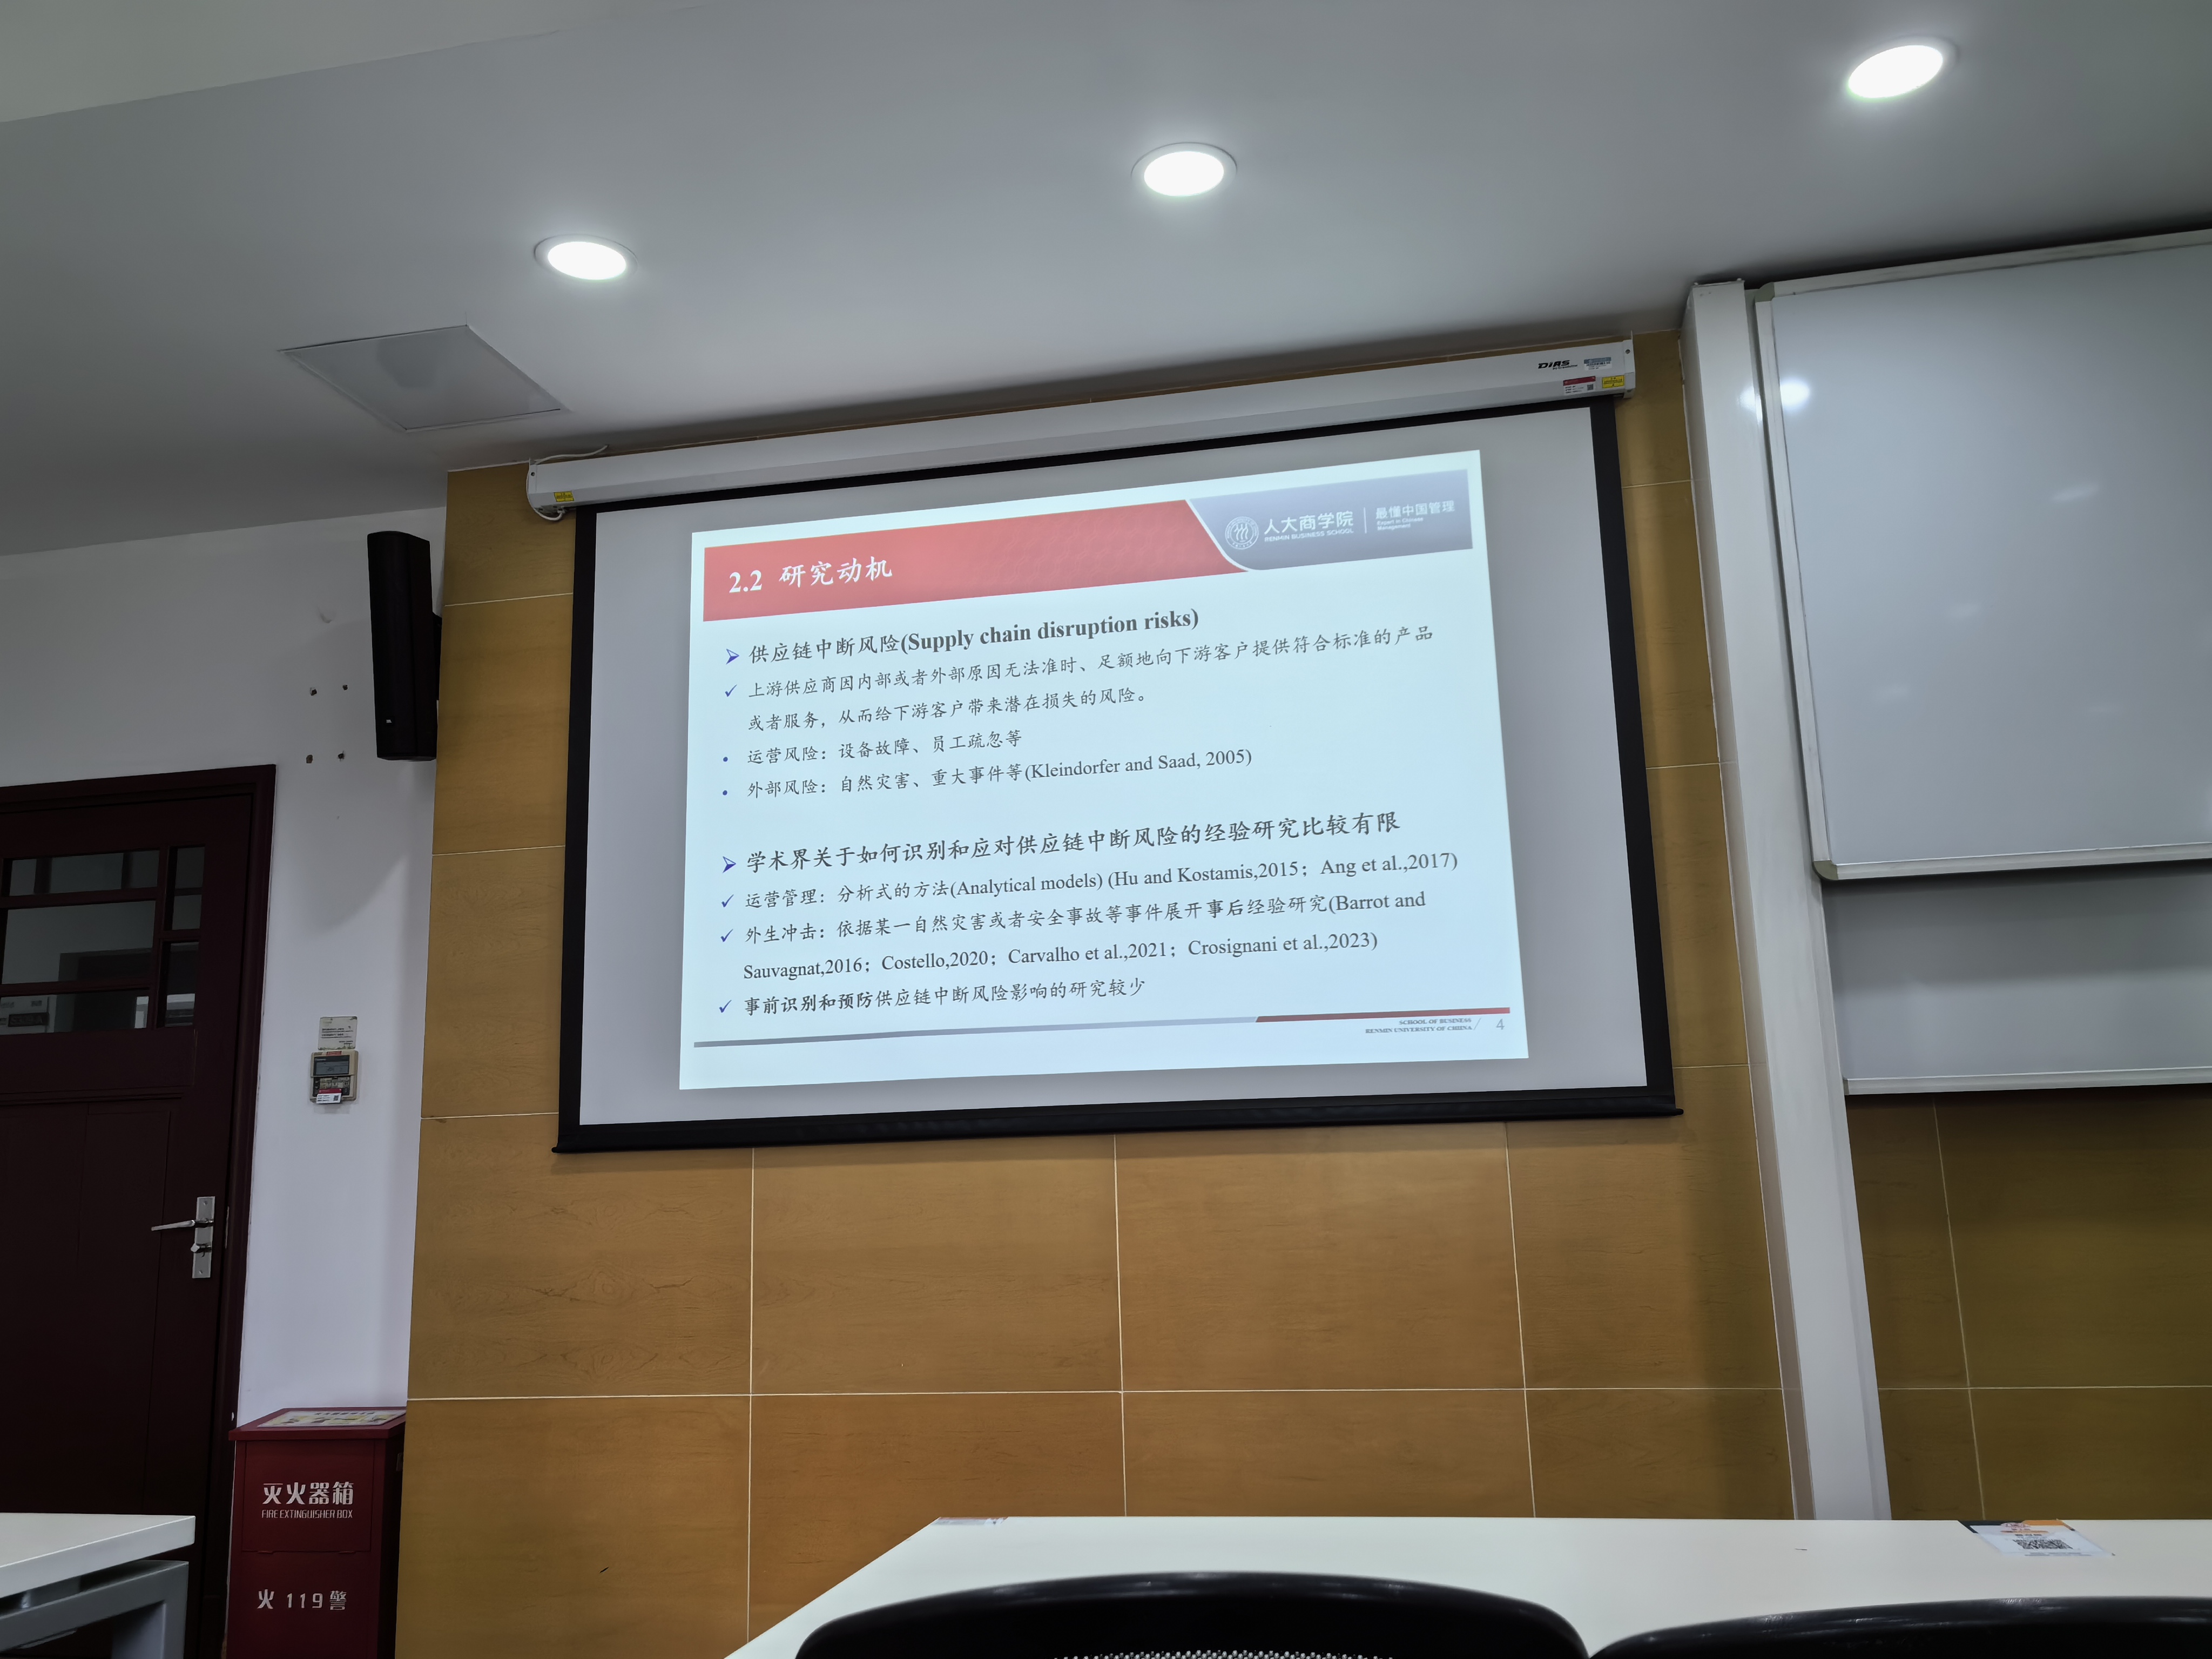 DIAS
人大商学院
RENMIN BUSINESS SCHOOL
最懂中国管理
Expert in Chinese
Management
2.2 研究动机
➢ 供应链中断风险(Supply chain disruption risks)
✓ 上游供应商因内部或者外部原因无法准时、足额地向下游客户提供符合标准的产品
或者服务，从而给下游客户带来潜在损失的风险。
• 运营风险：设备故障、员工疏忽等
• 外部风险：自然灾害、重大事件等(Kleindorfer and Saad, 2005)
➢ 学术界关于如何识别和应对供应链中断风险的经验研究比较有限
✓ 运营管理：分析式的方法(Analytical models) (Hu and Kostamis,2015；Ang et al.,2017)
✓ 外生冲击：依据某一自然灾害或者安全事故等事件展开事后经验研究(Barrot and
Sauvagnat,2016；Costello,2020；Carvalho et al.,2021；Crosignani et al.,2023)
✓ 事前识别和预防供应链中断风险影响的研究较少
SCHOOL OF BUSINESS
RENMIN UNIVERSITY OF CHINA
4
灭火器箱
FIRE EXTINGUISHER BOX
火 119 警